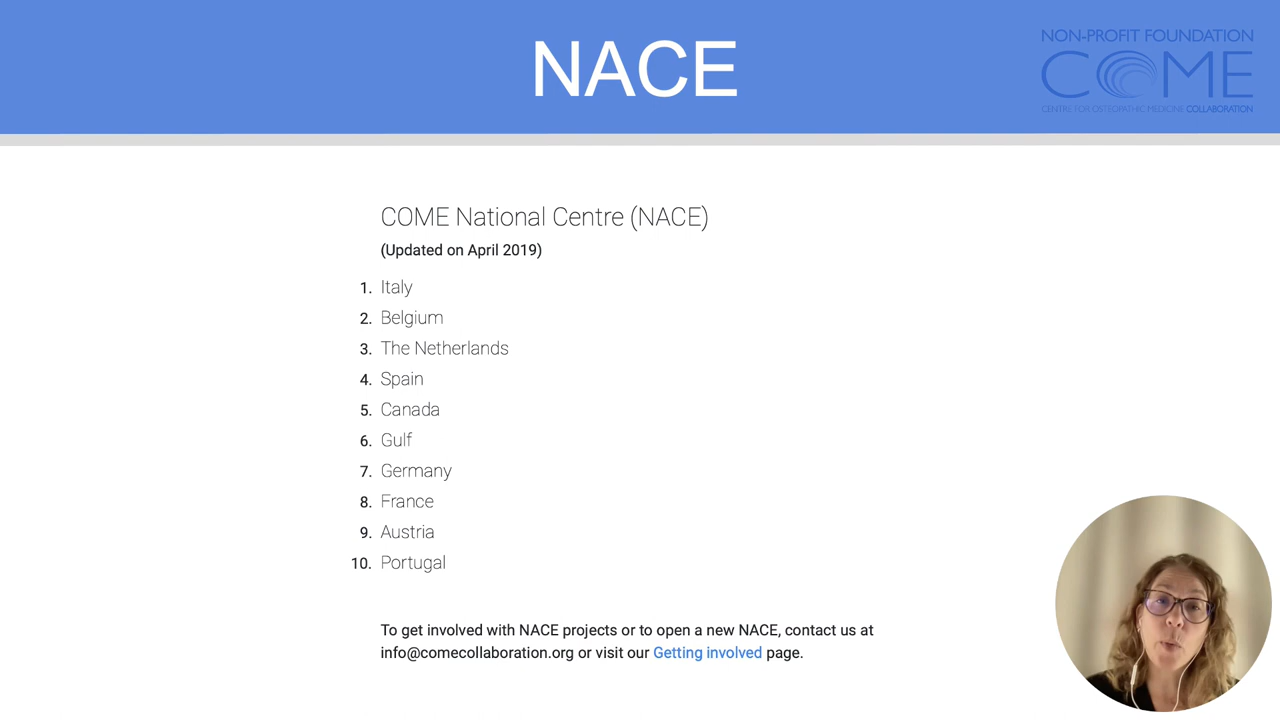 NACE
NON-PROFIT FOUNDATION
COME
CENTRE FOR OSTEOPATHIC MEDICINE COLLABORATION
COME National Centre (NACE)
(Updated on April 2019)
1. Italy
2. Belgium
3. The Netherlands
4. Spain
5. Canada
6. Gulf
7. Germany
8. France
9. Austria
10. Portugal
To get involved with NACE projects or to open a new NACE, contact us at
info@comecollaboration.org or visit our Getting involved page.